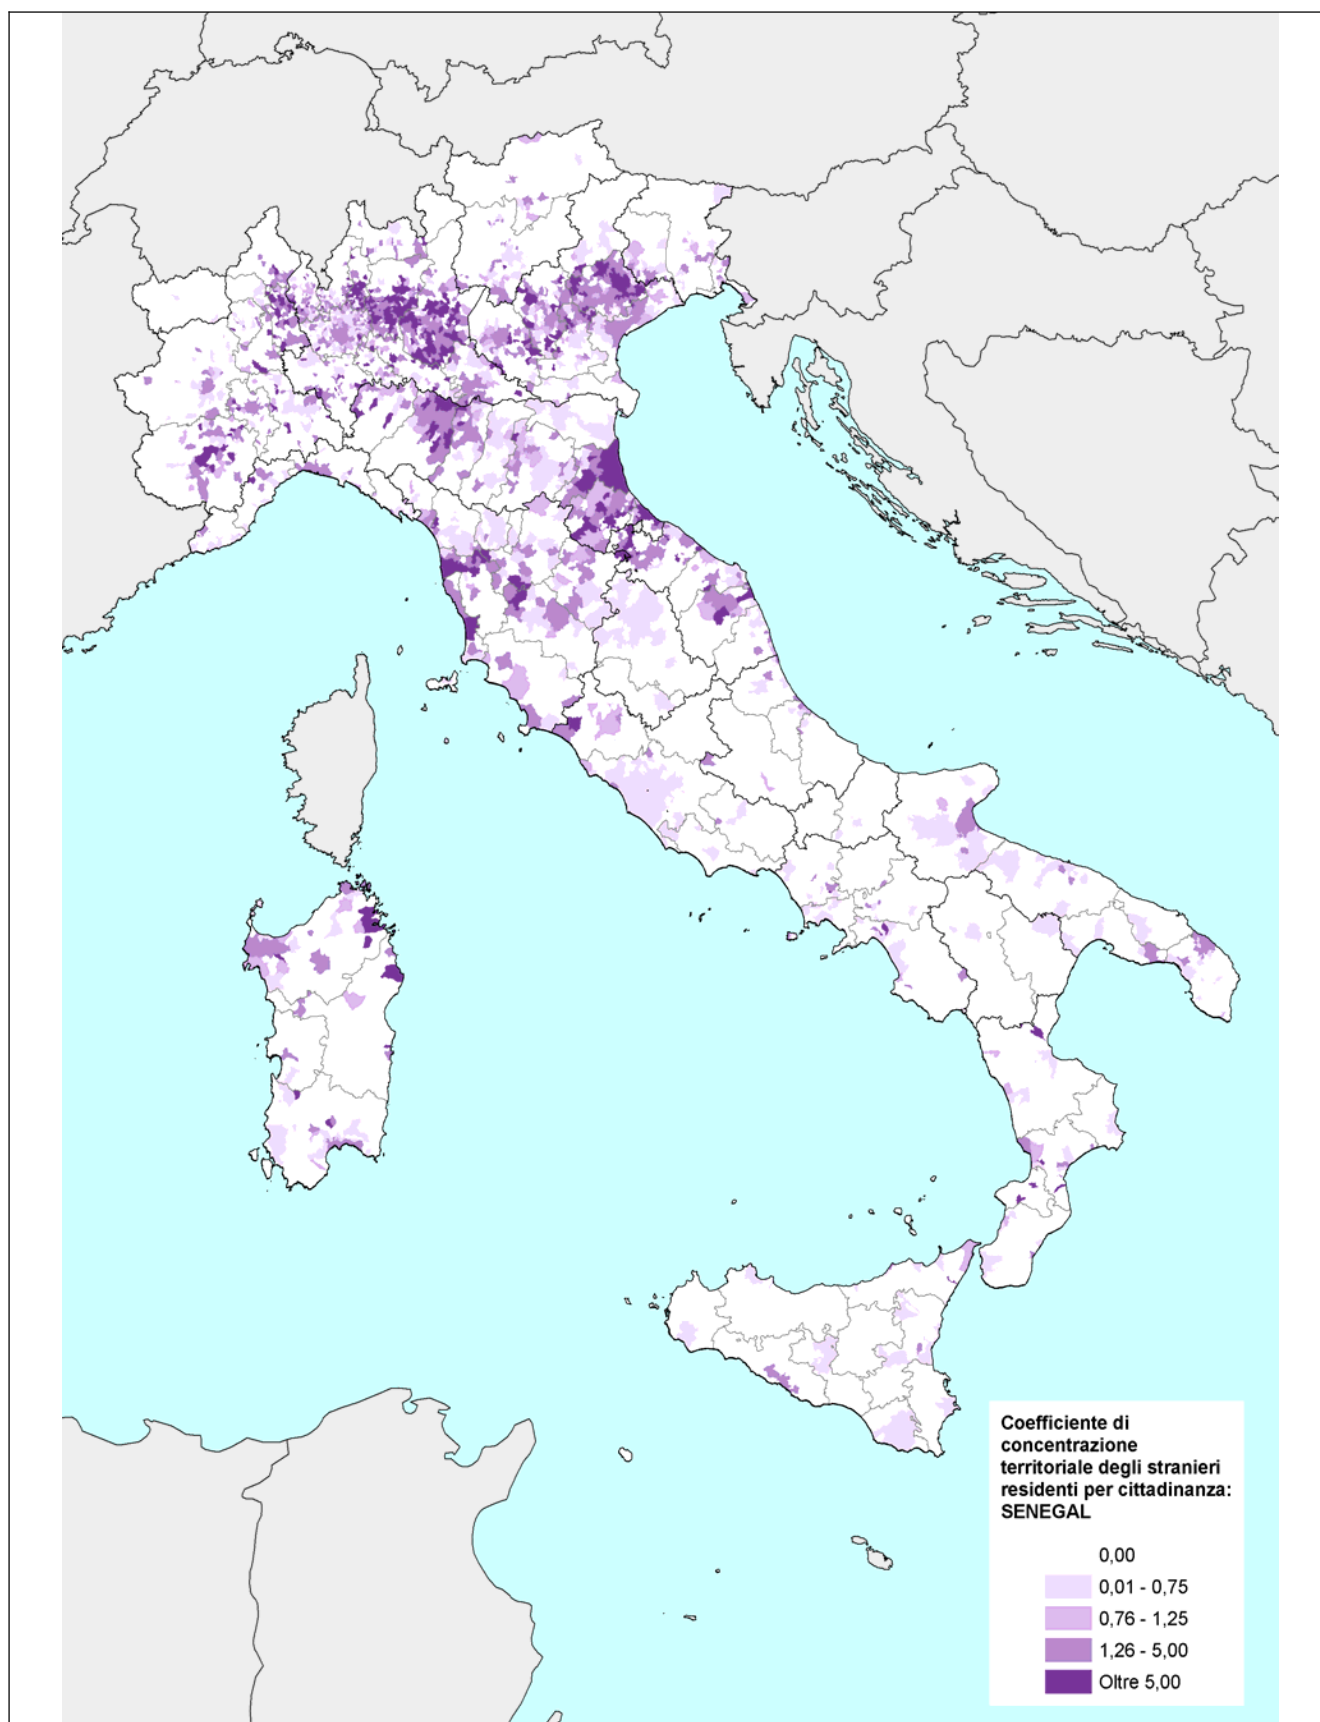 Coefficiente di
concentrazione
territoriale degli stranieri
residenti per cittadinanza:
SENEGAL
0,00
0,01 - 0,75
0,76 - 1,25
1,26 - 5,00
Oltre 5,00